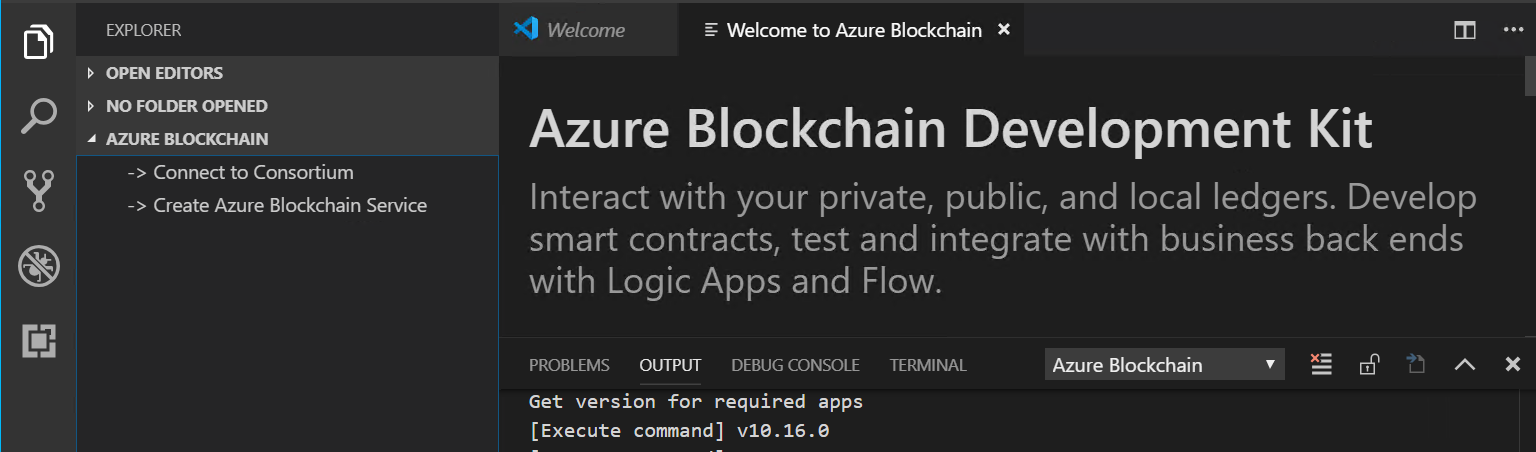 EXPLORER
OPEN EDITORS
NO FOLDER OPENED
AZURE BLOCKCHAIN
-> Connect to Consortium
-> Create Azure Blockchain Service
Welcome
Welcome to Azure Blockchain
Azure Blockchain Development Kit
Interact with your private, public, and local ledgers. Develop
smart contracts, test and integrate with business back ends
with Logic Apps and Flow.
PROBLEMS OUTPUT DEBUG CONSOLE TERMINAL Azure Blockchain
Get version for required apps
[Execute command] v10.16.0